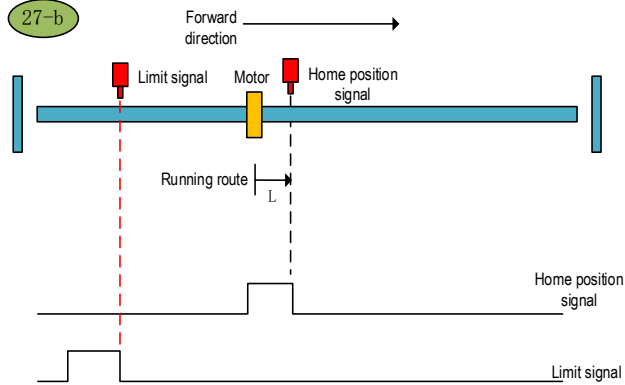 27-b
Forward
direction
Limit signal
Motor
Home position
signal
Running route
L
Home position
signal
Limit signal